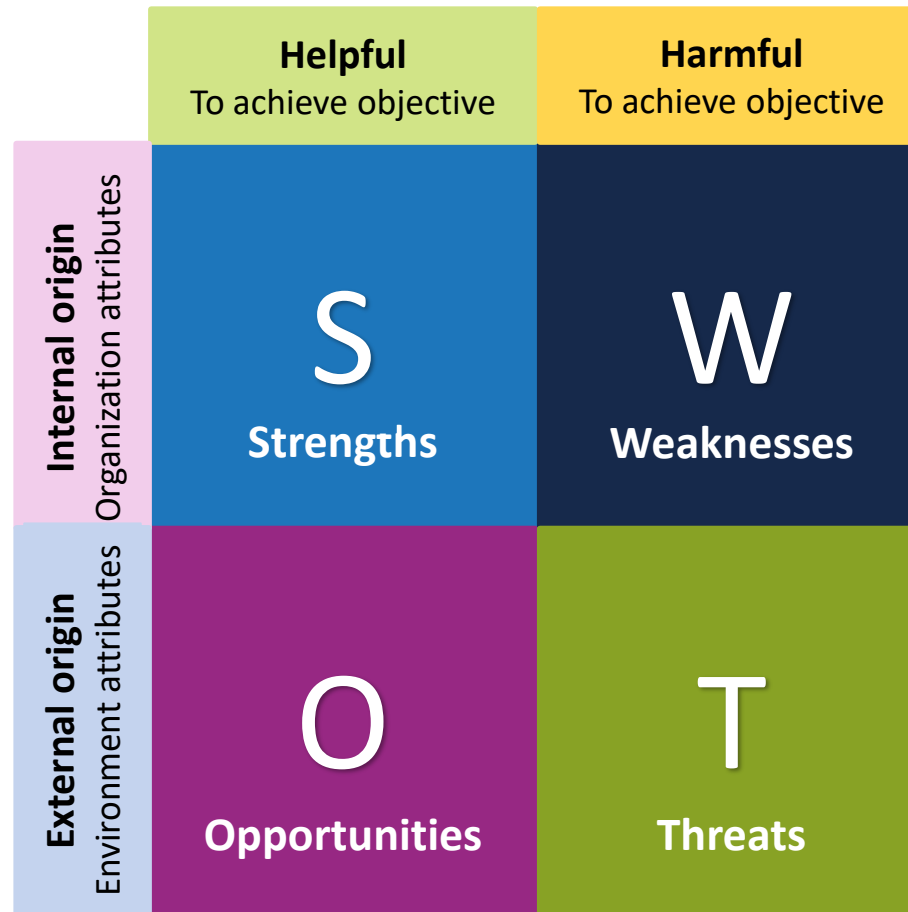 Helpful
To achieve objective
Harmful
To achieve objective
Internal origin
Organization attributes
S
Strengths
W
Weaknesses
External origin
Environment attributes
O
Opportunities
T
Threats